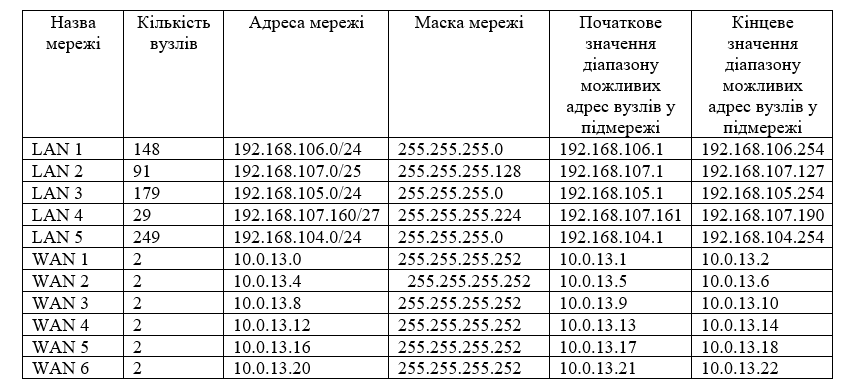 Назва мережі	Кількість вузлів	Адреса мережі	Маска мережі	Початкове значення діапазону можливих адрес вузлів у підмережі	Кінцеве значення діапазону можливих адрес вузлів у підмережі
LAN 1	148	192.168.106.0/24	255.255.255.0	192.168.106.1	192.168.106.254
LAN 2	91	192.168.107.0/25	255.255.255.128	192.168.107.1	192.168.107.127
LAN 3	179	192.168.105.0/24	255.255.255.0	192.168.105.1	192.168.105.254
LAN 4	29	192.168.107.160/27	255.255.255.224	192.168.107.161	192.168.107.190
LAN 5	249	192.168.104.0/24	255.255.255.0	192.168.104.1	192.168.104.254
WAN 1	2	10.0.13.0	255.255.255.252	10.0.13.1	10.0.13.2
WAN 2	2	10.0.13.4	255.255.255.252	10.0.13.5	10.0.13.6
WAN 3	2	10.0.13.8	255.255.255.252	10.0.13.9	10.0.13.10
WAN 4	2	10.0.13.12	255.255.255.252	10.0.13.13	10.0.13.14
WAN 5	2	10.0.13.16	255.255.255.252	10.0.13.17	10.0.13.18
WAN 6	2	10.0.13.20	255.255.255.252	10.0.13.21	10.0.13.22